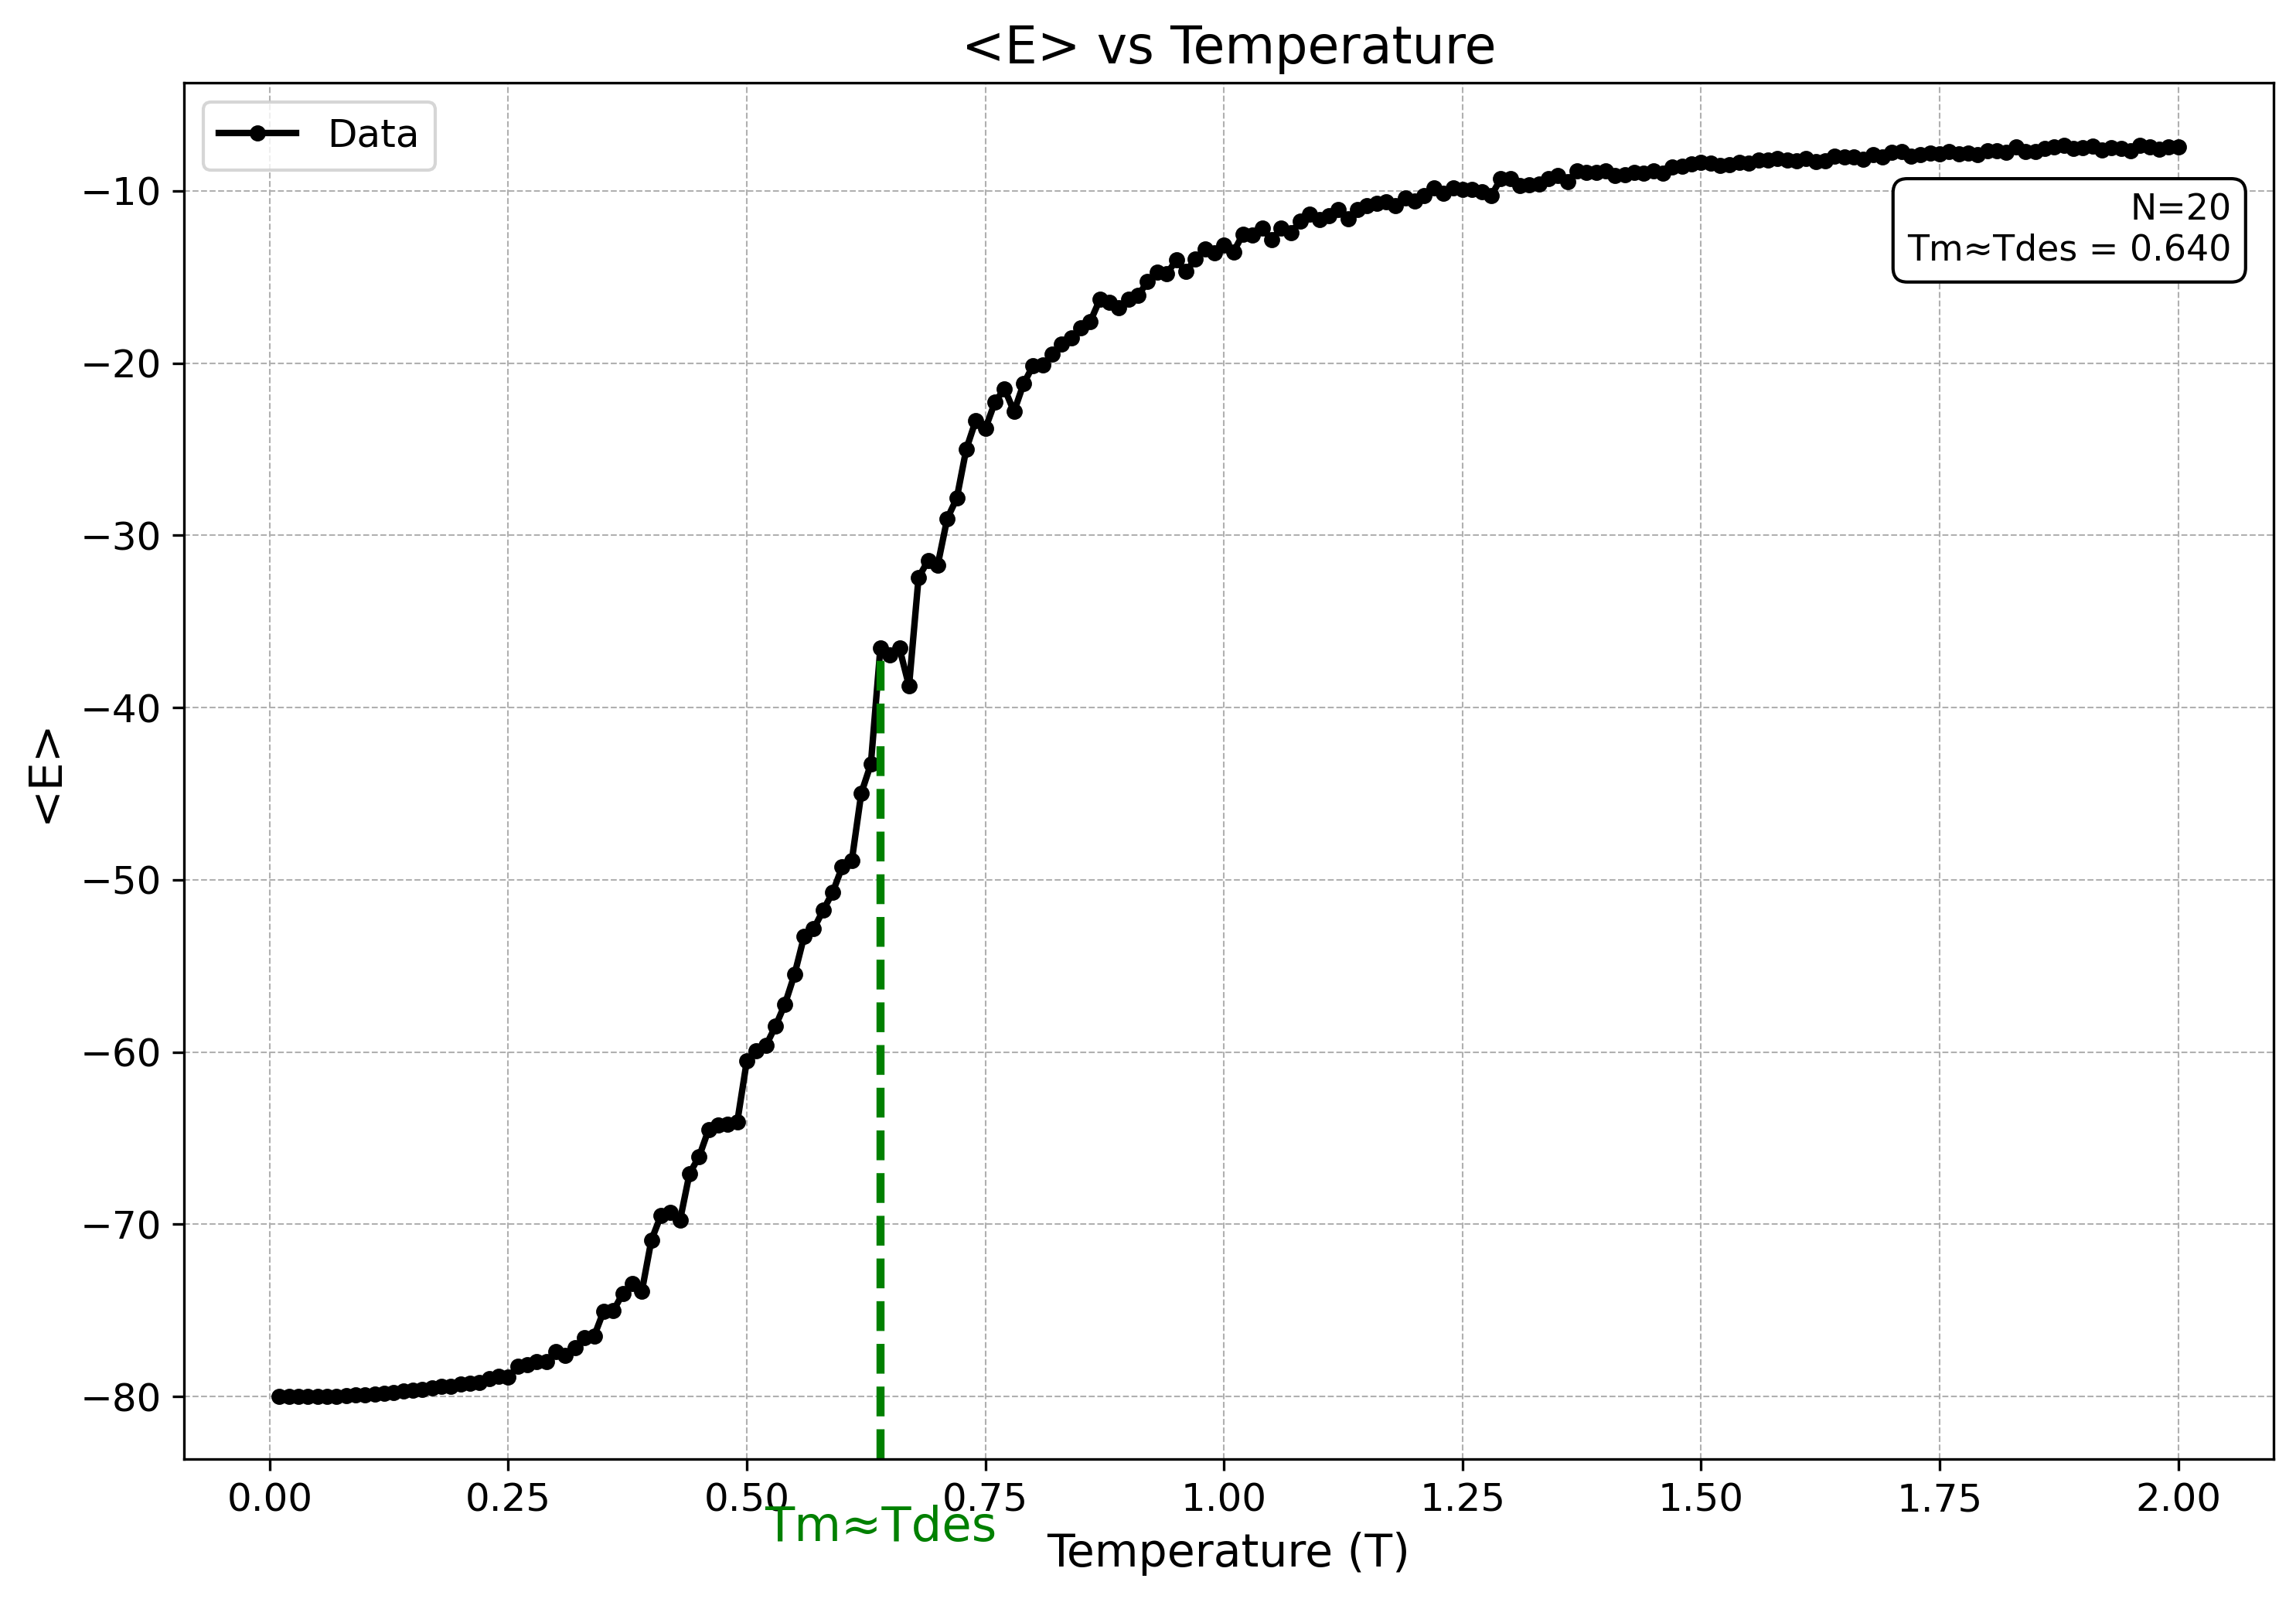 <E> vs Temperature
Data
N=20
Tm≈Tdes = 0.640
<E>
−10
−20
−30
−40
−50
−60
−70
−80
0.00 0.25 0.50 0.75 1.00 1.25 1.50 1.75 2.00
Tm≈Tdes
Temperature (T)